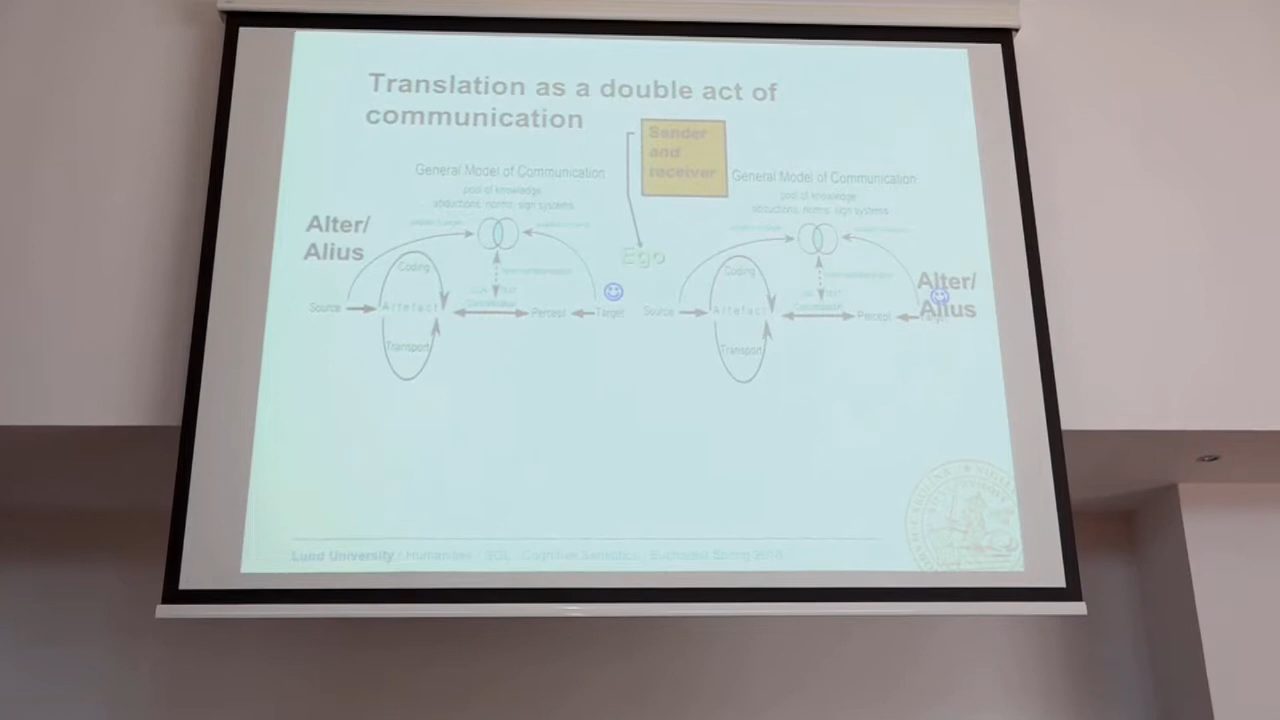 Translation as a double act of
communication
Sender
and
receiver
General Model of Communication
pool of knowledge
abductions, norms, sign systems
Alter/
Alius
Coding
Source
Artefact
Percept
Target
Transport
Ego
General Model of Communication
pool of knowledge
abductions, norms, sign systems
Coding
Source
Artefact
Percept
Transport
Alter/
Alius
Lund University / Cognitive Semiotics